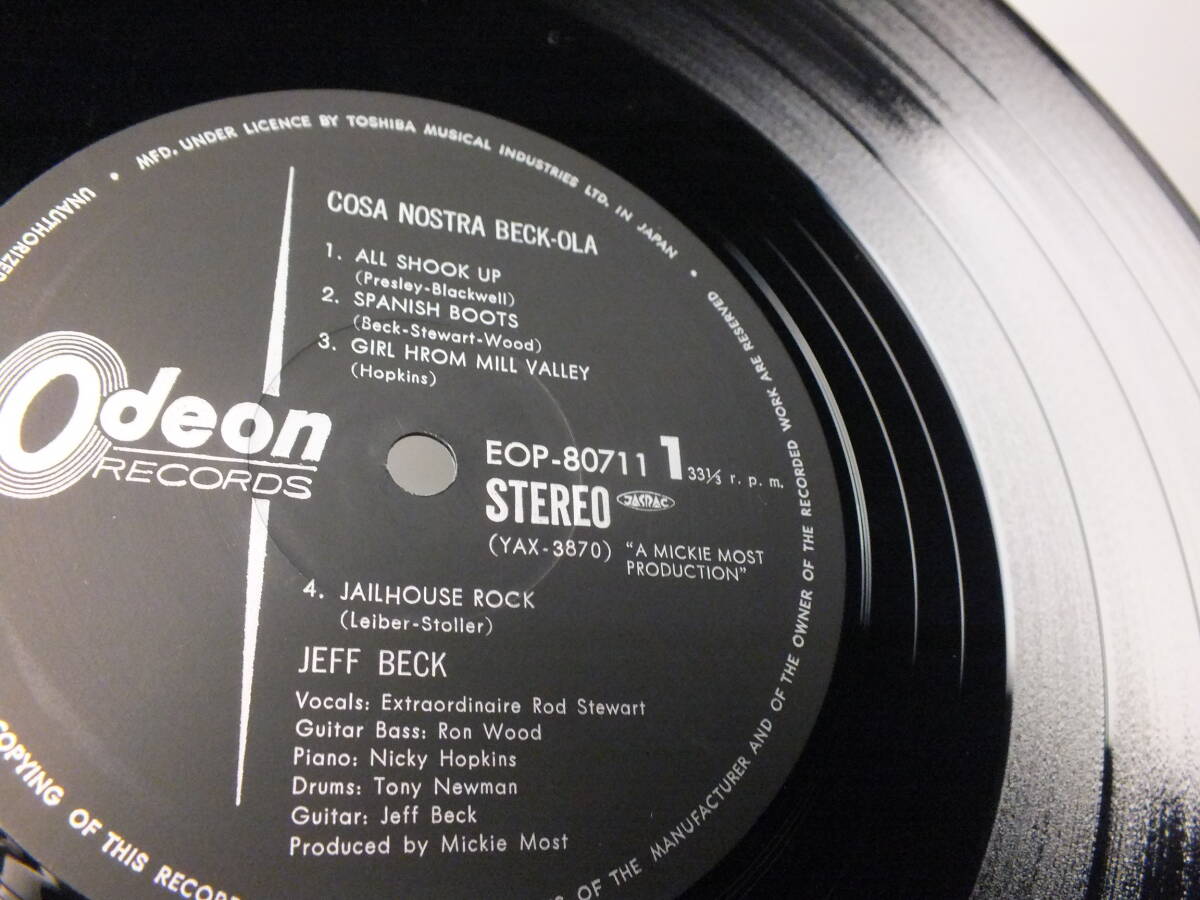 MFD. UNDER LICENCE BY TOSHIBA MUSICAL INDUSTRIES LTD. IN JAPAN •
UNAUTHORIZED
COPYING OF THIS RECORD
OF THE MANUFACTURER AND OF THE OWNER OF THE RECORDED WORK ARE RESERVED
COSA NOSTRA BECK-OLA
1. ALL SHOOK UP
(Presley-Blackwell)
2. SPANISH BOOTS
(Beck-Stewart-Wood)
3. GIRL HROM MILL VALLEY
(Hopkins)
Odeon
RECORDS
EOP-80711 1 33⅓ r. p. m.
STEREO JASRAC
(YAX-3870) "A MICKIE MOST
PRODUCTION"
4. JAILHOUSE ROCK
(Leiber-Stoller)
JEFF BECK
Vocals: Extraordinaire Rod Stewart
Guitar Bass: Ron Wood
Piano: Nicky Hopkins
Drums: Tony Newman
Guitar: Jeff Beck
Produced by Mickie Most